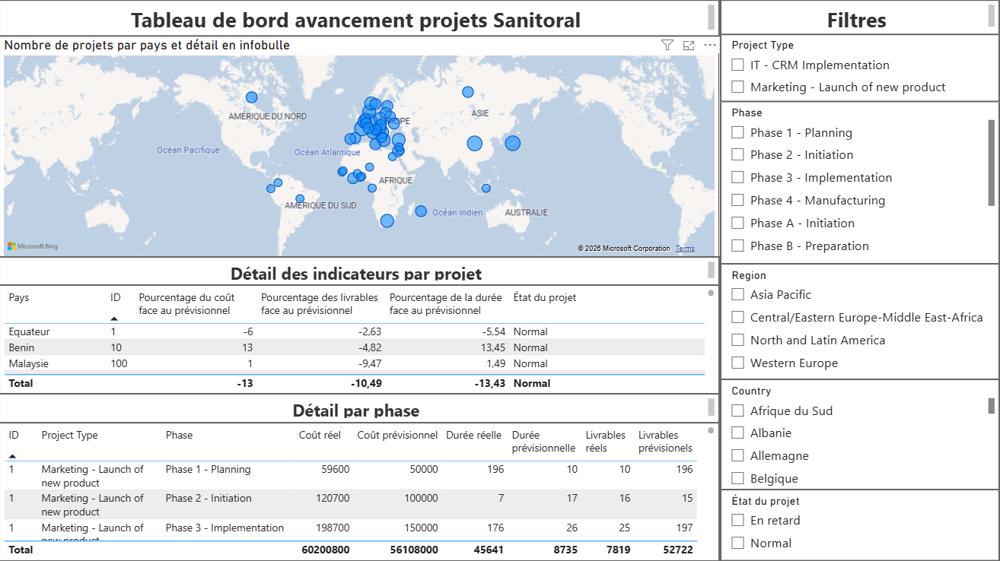 Tableau de bord avancement projets Sanitoral
Nombre de projets par pays et détail en infobulle
AMÉRIQUE DU NORD
ASIE
Océan Pacifique
Océan Atlantique
AFRIQUE
AMÉRIQUE DU SUD
Océan Indien
AUSTRALIE
Microsoft Bing
© 2026 Microsoft Corporation Terms
Détail des indicateurs par projet
Pays ID Pourcentage du coût Pourcentage des livrables Pourcentage de la durée État du projet
face au prévisionnel face au prévisionnel face au prévisionnel
Equateur 1 -6 -2,63 -5,54 Normal
Benin 10 13 -4,82 13,45 Normal
Malaysie 100 1 -9,47 1,49 Normal
Total -13 -10,49 -13,43 Normal
Détail par phase
ID Project Type Phase Coût réel Coût prévisionnel Durée réelle Durée Livrables Livrables
prévisionnelle réels prévisionels
1 Marketing - Launch of Phase 1 - Planning 59600 50000 196 10 10 196
new product
1 Marketing - Launch of Phase 2 - Initiation 120700 100000 7 17 16 15
new product
1 Marketing - Launch of Phase 3 - Implementation 198700 150000 176 26 25 197
new product
Total 60200800 56108000 45641 8735 7819 52722
Filtres
Project Type
IT - CRM Implementation
Marketing - Launch of new product
Phase
Phase 1 - Planning
Phase 2 - Initiation
Phase 3 - Implementation
Phase 4 - Manufacturing
Phase A - Initiation
Phase B - Preparation
Region
Asia Pacific
Central/Eastern Europe-Middle East-Africa
North and Latin America
Western Europe
Country
Afrique du Sud
Albanie
Allemagne
Belgique
État du projet
En retard
Normal